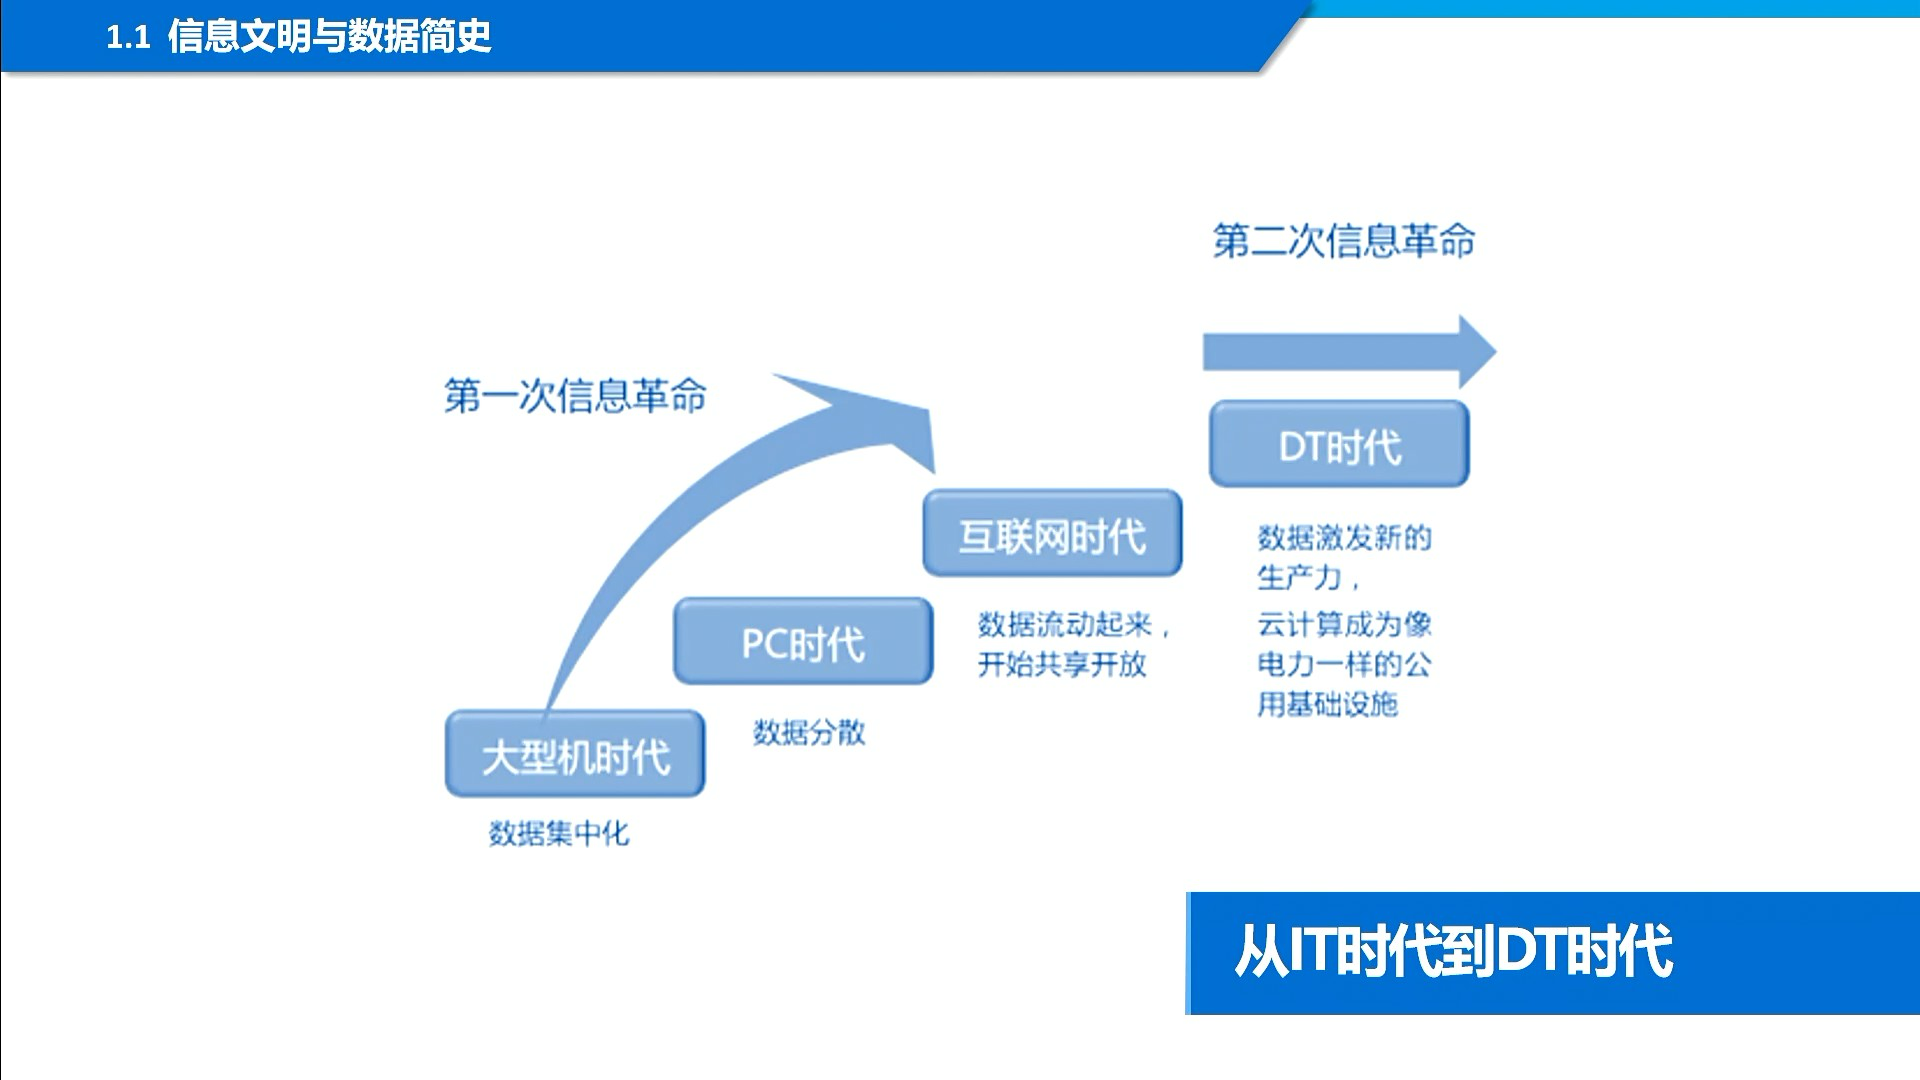 1.1 信息文明与数据简史
第二次信息革命
第一次信息革命
DT时代
数据激发新的
生产力，
云计算成为像
电力一样的公
用基础设施
互联网时代
数据流动起来，
开始共享开放
PC时代
数据分散
大型机时代
数据集中化
从IT时代到DT时代